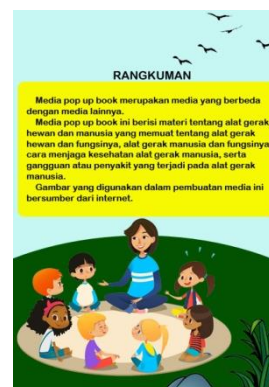 RANGKUMAN
Media pop up book merupakan media yang berbeda
dengan media lainnya.
Media pop up book ini berisi materi tentang alat gerak
hewan dan manusia yang memuat tentang alat gerak
hewan dan fungsinya, alat gerak manusia dan fungsinya
cara menjaga kesehatan alat gerak manusia, serta
gangguan atau penyakit yang terjadi pada alat gerak
manusia.
Gambar yang digunakan dalam pembuatan media ini
bersumber dari internet.